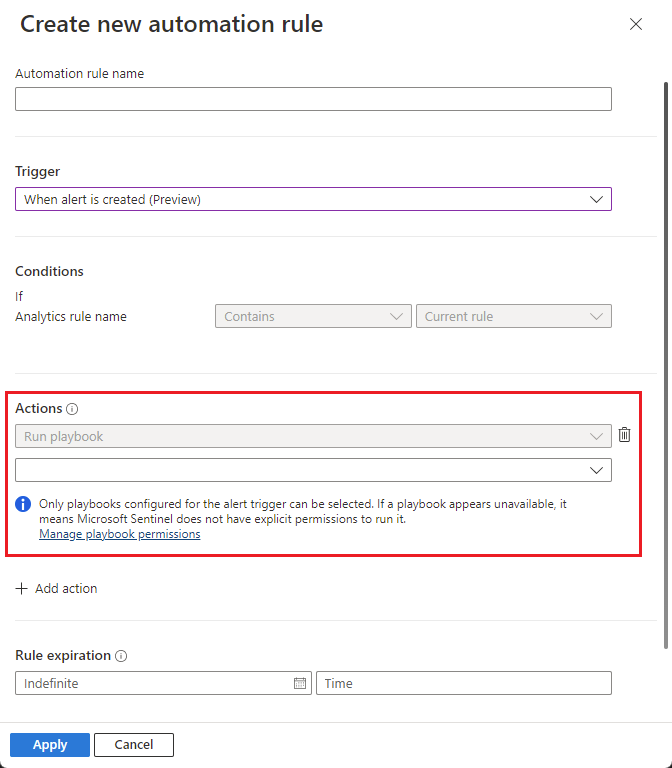 Create new automation rule
Automation rule name
Trigger
When alert is created (Preview)
Conditions
If
Analytics rule name
Contains
Current rule
Actions
Run playbook
Only playbooks configured for the alert trigger can be selected. If a playbook appears unavailable, it
means Microsoft Sentinel does not have explicit permissions to run it.
Manage playbook permissions
Add action
Rule expiration
Indefinite
Time
Apply
Cancel